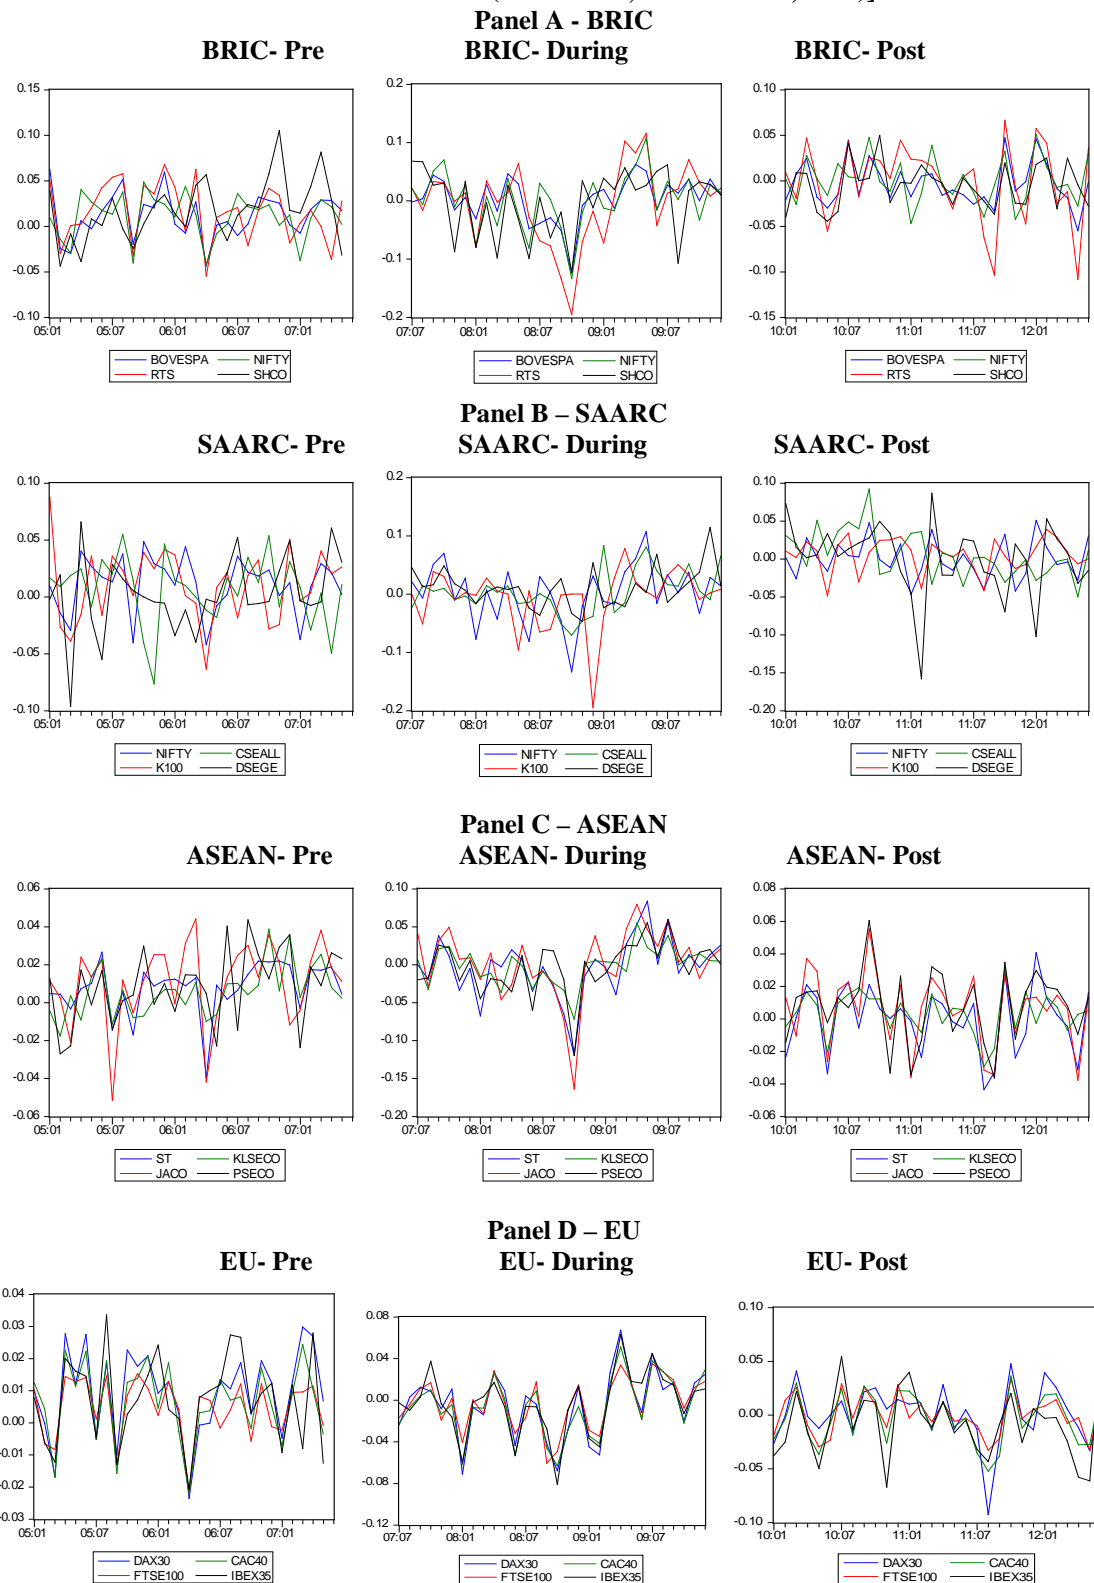 Panel A - BRIC
BRIC- Pre BRIC- During BRIC- Post
0.15
0.10
0.05
0.00
-0.05
-0.10
05:01 05:07 06:01 06:07 07:01
BOVESPA NIFTY
RTS SHCO
0.2
0.1
0.0
-0.1
-0.2
07:07 08:01 08:07 09:01 09:07
BOVESPA NIFTY
RTS SHCO
0.10
0.05
0.00
-0.05
-0.10
-0.15
10:01 10:07 11:01 11:07 12:01
BOVESPA NIFTY
RTS SHCO
Panel B – SAARC
SAARC- Pre SAARC- During SAARC- Post
0.10
0.05
0.00
-0.05
-0.10
05:01 05:07 06:01 06:07 07:01
NIFTY CSEALL
K100 DSEGE
0.2
0.1
0.0
-0.1
-0.2
07:07 08:01 08:07 09:01 09:07
NIFTY CSEALL
K100 DSEGE
0.10
0.05
0.00
-0.05
-0.10
-0.15
-0.20
10:01 10:07 11:01 11:07 12:01
NIFTY CSEALL
K100 DSEGE
Panel C – ASEAN
ASEAN- Pre ASEAN- During ASEAN- Post
0.06
0.04
0.02
0.00
-0.02
-0.04
-0.06
05:01 05:07 06:01 06:07 07:01
ST KLSECO
JACO PSECO
0.10
0.05
0.00
-0.05
-0.10
-0.15
-0.20
07:07 08:01 08:07 09:01 09:07
ST KLSECO
JACO PSECO
0.08
0.06
0.04
0.02
0.00
-0.02
-0.04
-0.06
10:01 10:07 11:01 11:07 12:01
ST KLSECO
JACO PSECO
Panel D – EU
EU- Pre EU- During EU- Post
0.04
0.03
0.02
0.01
0.00
-0.01
-0.02
-0.03
05:01 05:07 06:01 06:07 07:01
DAX30 CAC40
FTSE100 IBEX35
0.08
0.04
0.00
-0.04
-0.08
-0.12
07:07 08:01 08:07 09:01 09:07
DAX30 CAC40
FTSE100 IBEX35
0.10
0.05
0.00
-0.05
-0.10
10:01 10:07 11:01 11:07 12:01
DAX30 CAC40
FTSE100 IBEX35